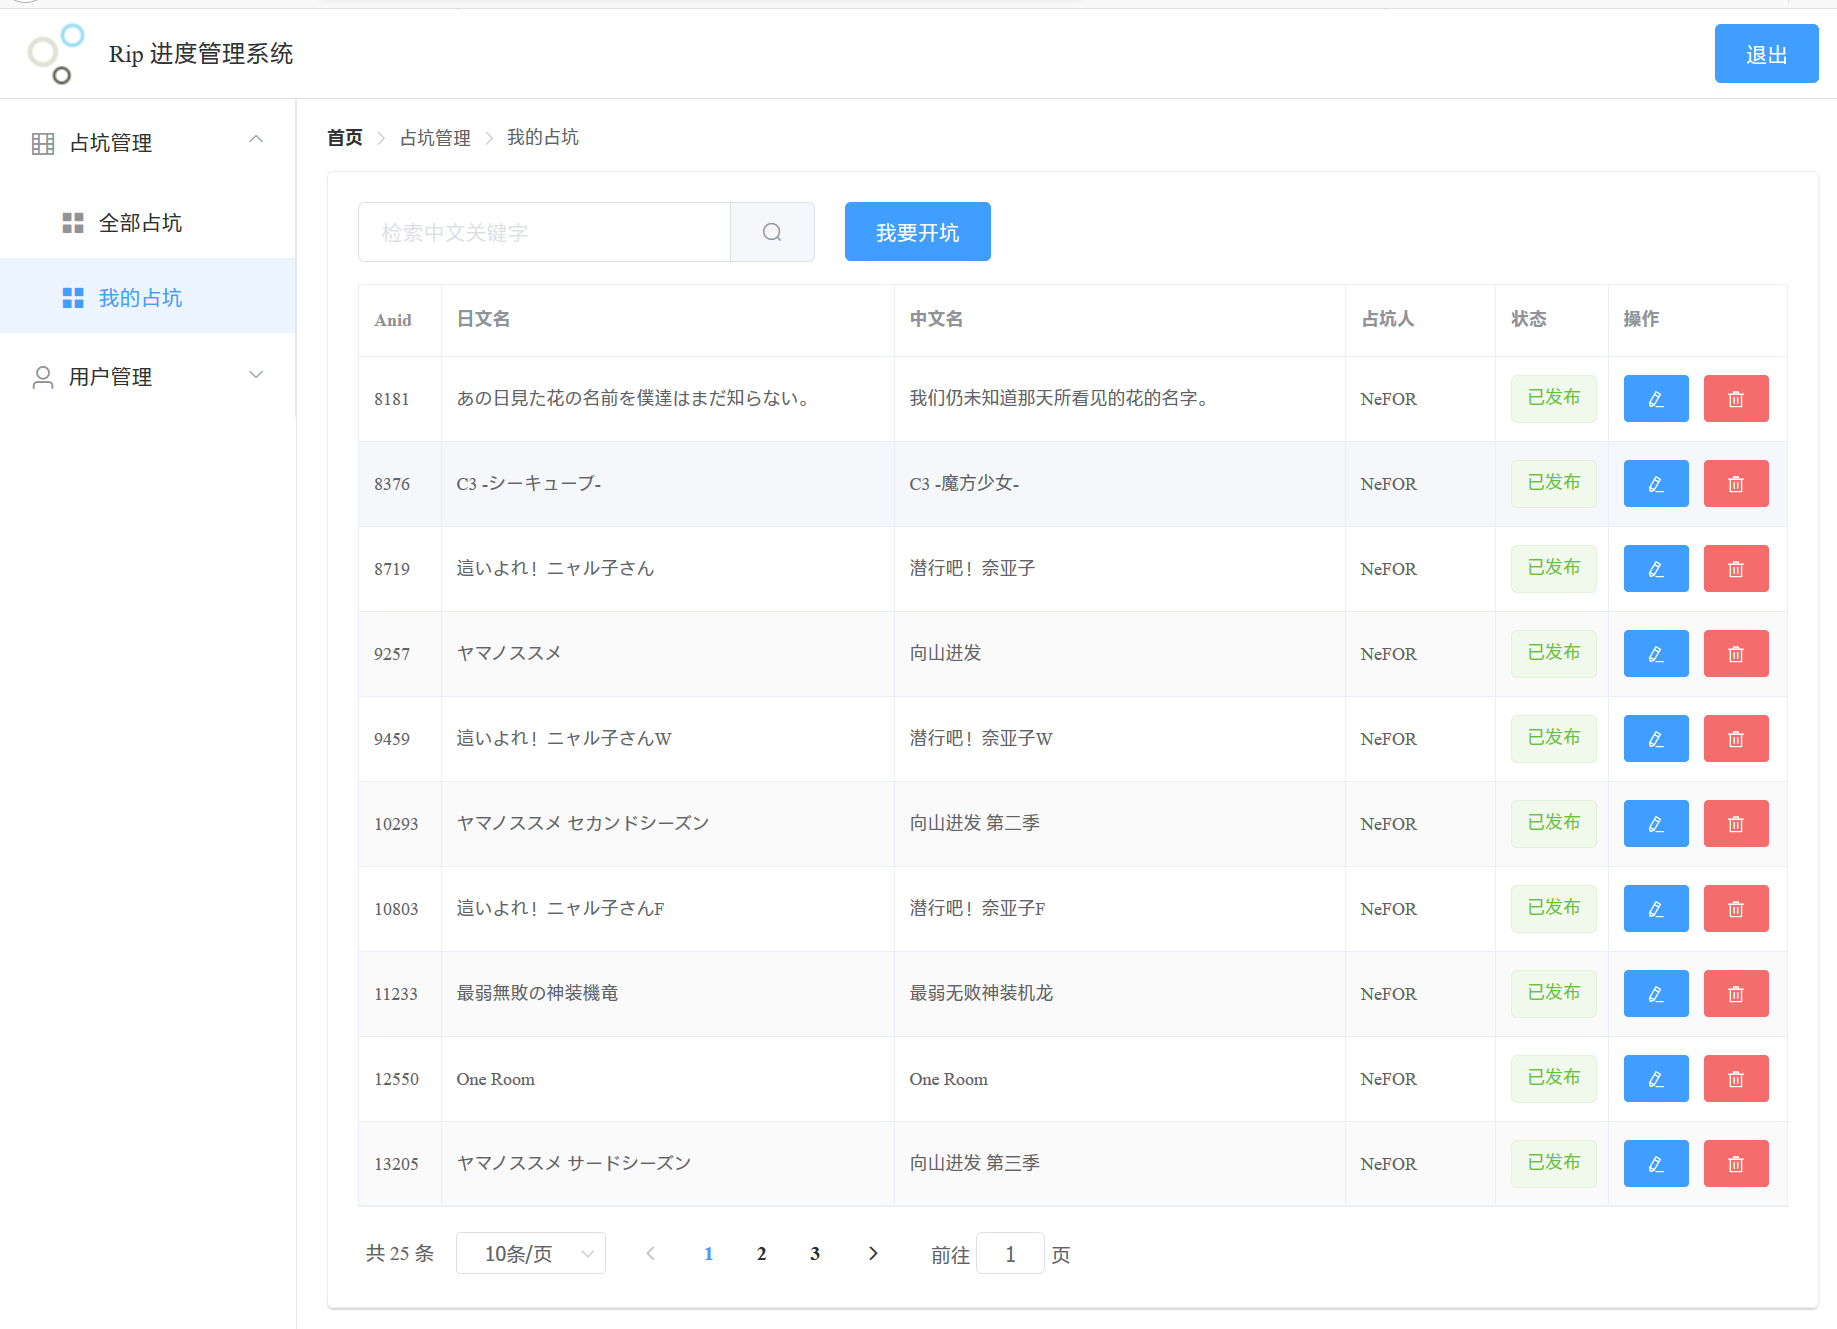 Rip 进度管理系统
退出
占坑管理
全部占坑
我的占坑
用户管理
首页 占坑管理 我的占坑
检索中文关键字
我要开坑
Anid 日文名 中文名 占坑人 状态 操作
8181 あの日見た花の名前を僕達はまだ知らない。 我们仍未知道那天所看见的花的名字。 NeFOR 已发布
8376 C3 -シーキューブ- C3 -魔方少女- NeFOR 已发布
8719 這いよれ！ニャル子さん 潜行吧！奈亚子 NeFOR 已发布
9257 ヤマノススメ 向山进发 NeFOR 已发布
9459 這いよれ！ニャル子さんW 潜行吧！奈亚子W NeFOR 已发布
10293 ヤマノススメ セカンドシーズン 向山进发 第二季 NeFOR 已发布
10803 這いよれ！ニャル子さんF 潜行吧！奈亚子F NeFOR 已发布
11233 最弱無敗の神装機竜 最弱无败神装机龙 NeFOR 已发布
12550 One Room One Room NeFOR 已发布
13205 ヤマノススメ サードシーズン 向山进发 第三季 NeFOR 已发布
共 25 条 10条/页 1 2 3 前往 1 页